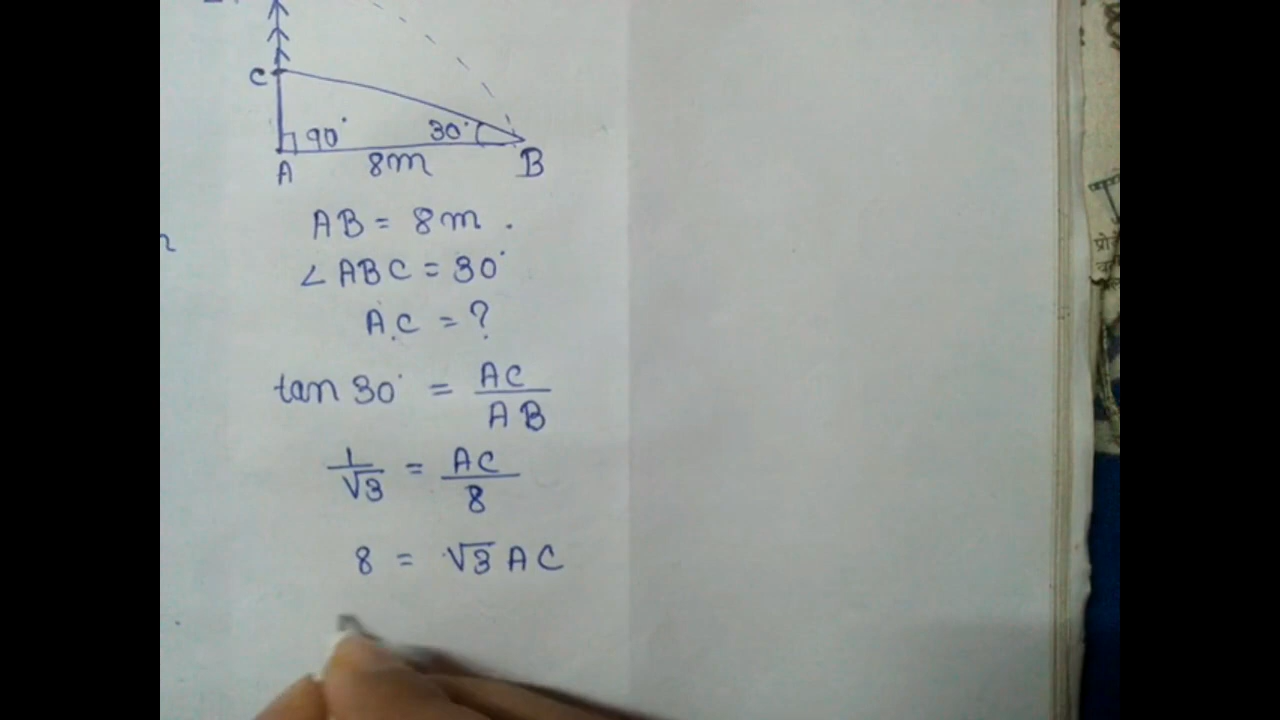 C
90°
30°
A
8m
B
AB = 8m.
∠ABC = 30°
AC = ?
tan 30° = AC/AB
1/√3 = AC/8
8 = √3 AC